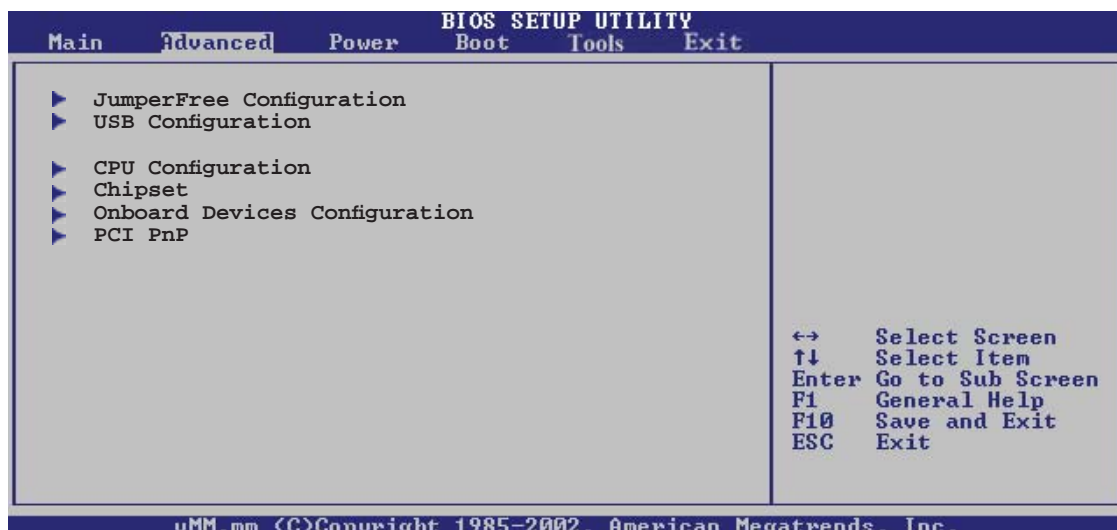 BIOS SETUP UTILITY
Main Advanced Power Boot Tools Exit
JumperFree Configuration
USB Configuration
CPU Configuration
Chipset
Onboard Devices Configuration
PCI PnP
←→ Select Screen
↑↓ Select Item
Enter Go to Sub Screen
F1 General Help
F10 Save and Exit
ESC Exit
vMM.mm (C)Copyright 1985-2002, American Megatrends, Inc.